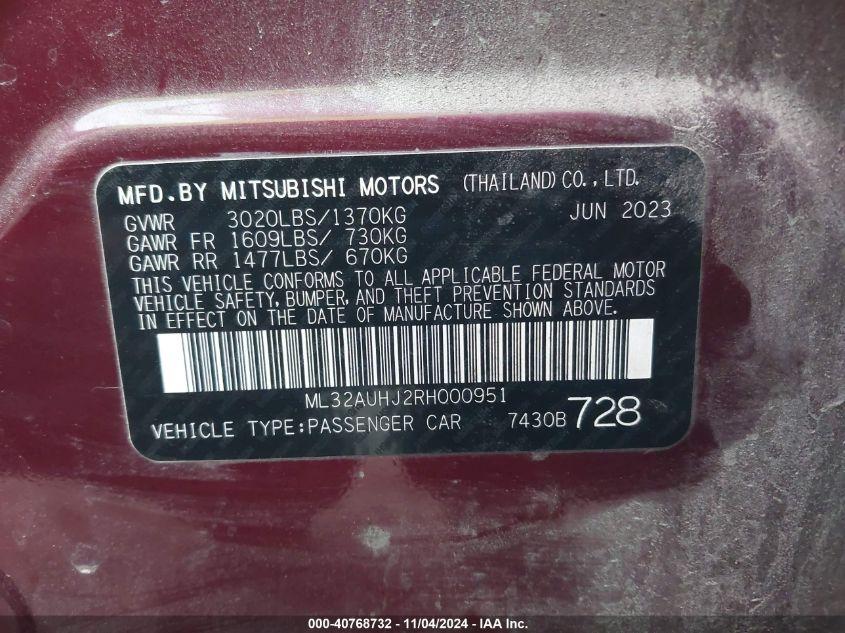 MFD.BY MITSUBISHI MOTORS (THAILAND)CO.,LTD.
GVWR 3020LBS/1370KG JUN 2023
GAWR FR 1609LBS/ 730KG
GAWR RR 1477LBS/ 670KG
THIS VEHICLE CONFORMS TO ALL APPLICABLE FEDERAL MOTOR
VEHICLE SAFETY, BUMPER, AND THEFT PREVENTION STANDARDS
IN EFFECT ON THE DATE OF MANUFACTURE SHOWN ABOVE.
ML32AUHJ2RH000951
VEHICLE TYPE:PASSENGER CAR 7430B 728
000-40768732 - 11/04/2024 - IAA Inc.